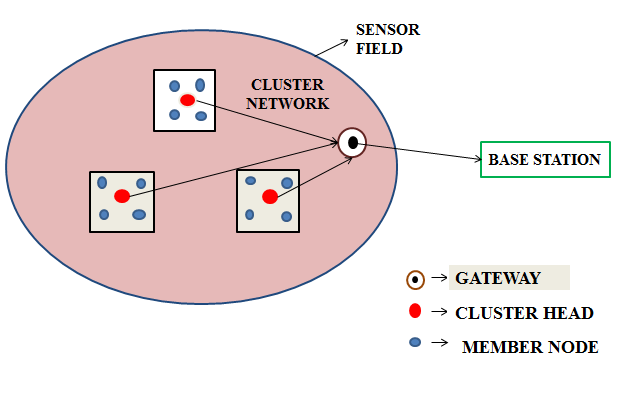 SENSOR
FIELD
CLUSTER
NETWORK
BASE STATION
GATEWAY
CLUSTER HEAD
MEMBER NODE